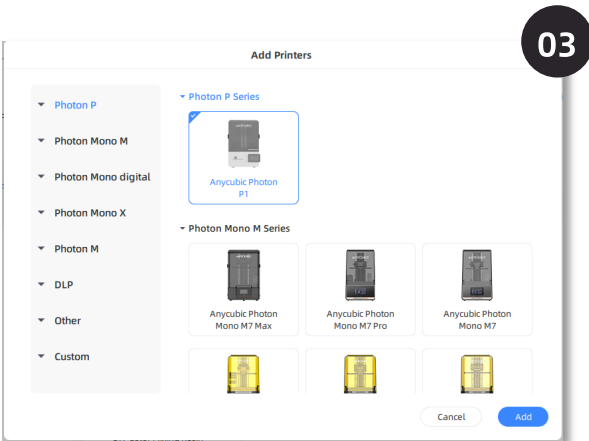 03
Add Printers
Photon P
Photon Mono M
Photon Mono digital
Photon Mono X
Photon M
DLP
Other
Custom
Photon P Series
Anycubic Photon
P1
Photon Mono M Series
Anycubic Photon
Mono M7 Max
Anycubic Photon
Mono M7 Pro
Anycubic Photon
Mono M7
Cancel
Add